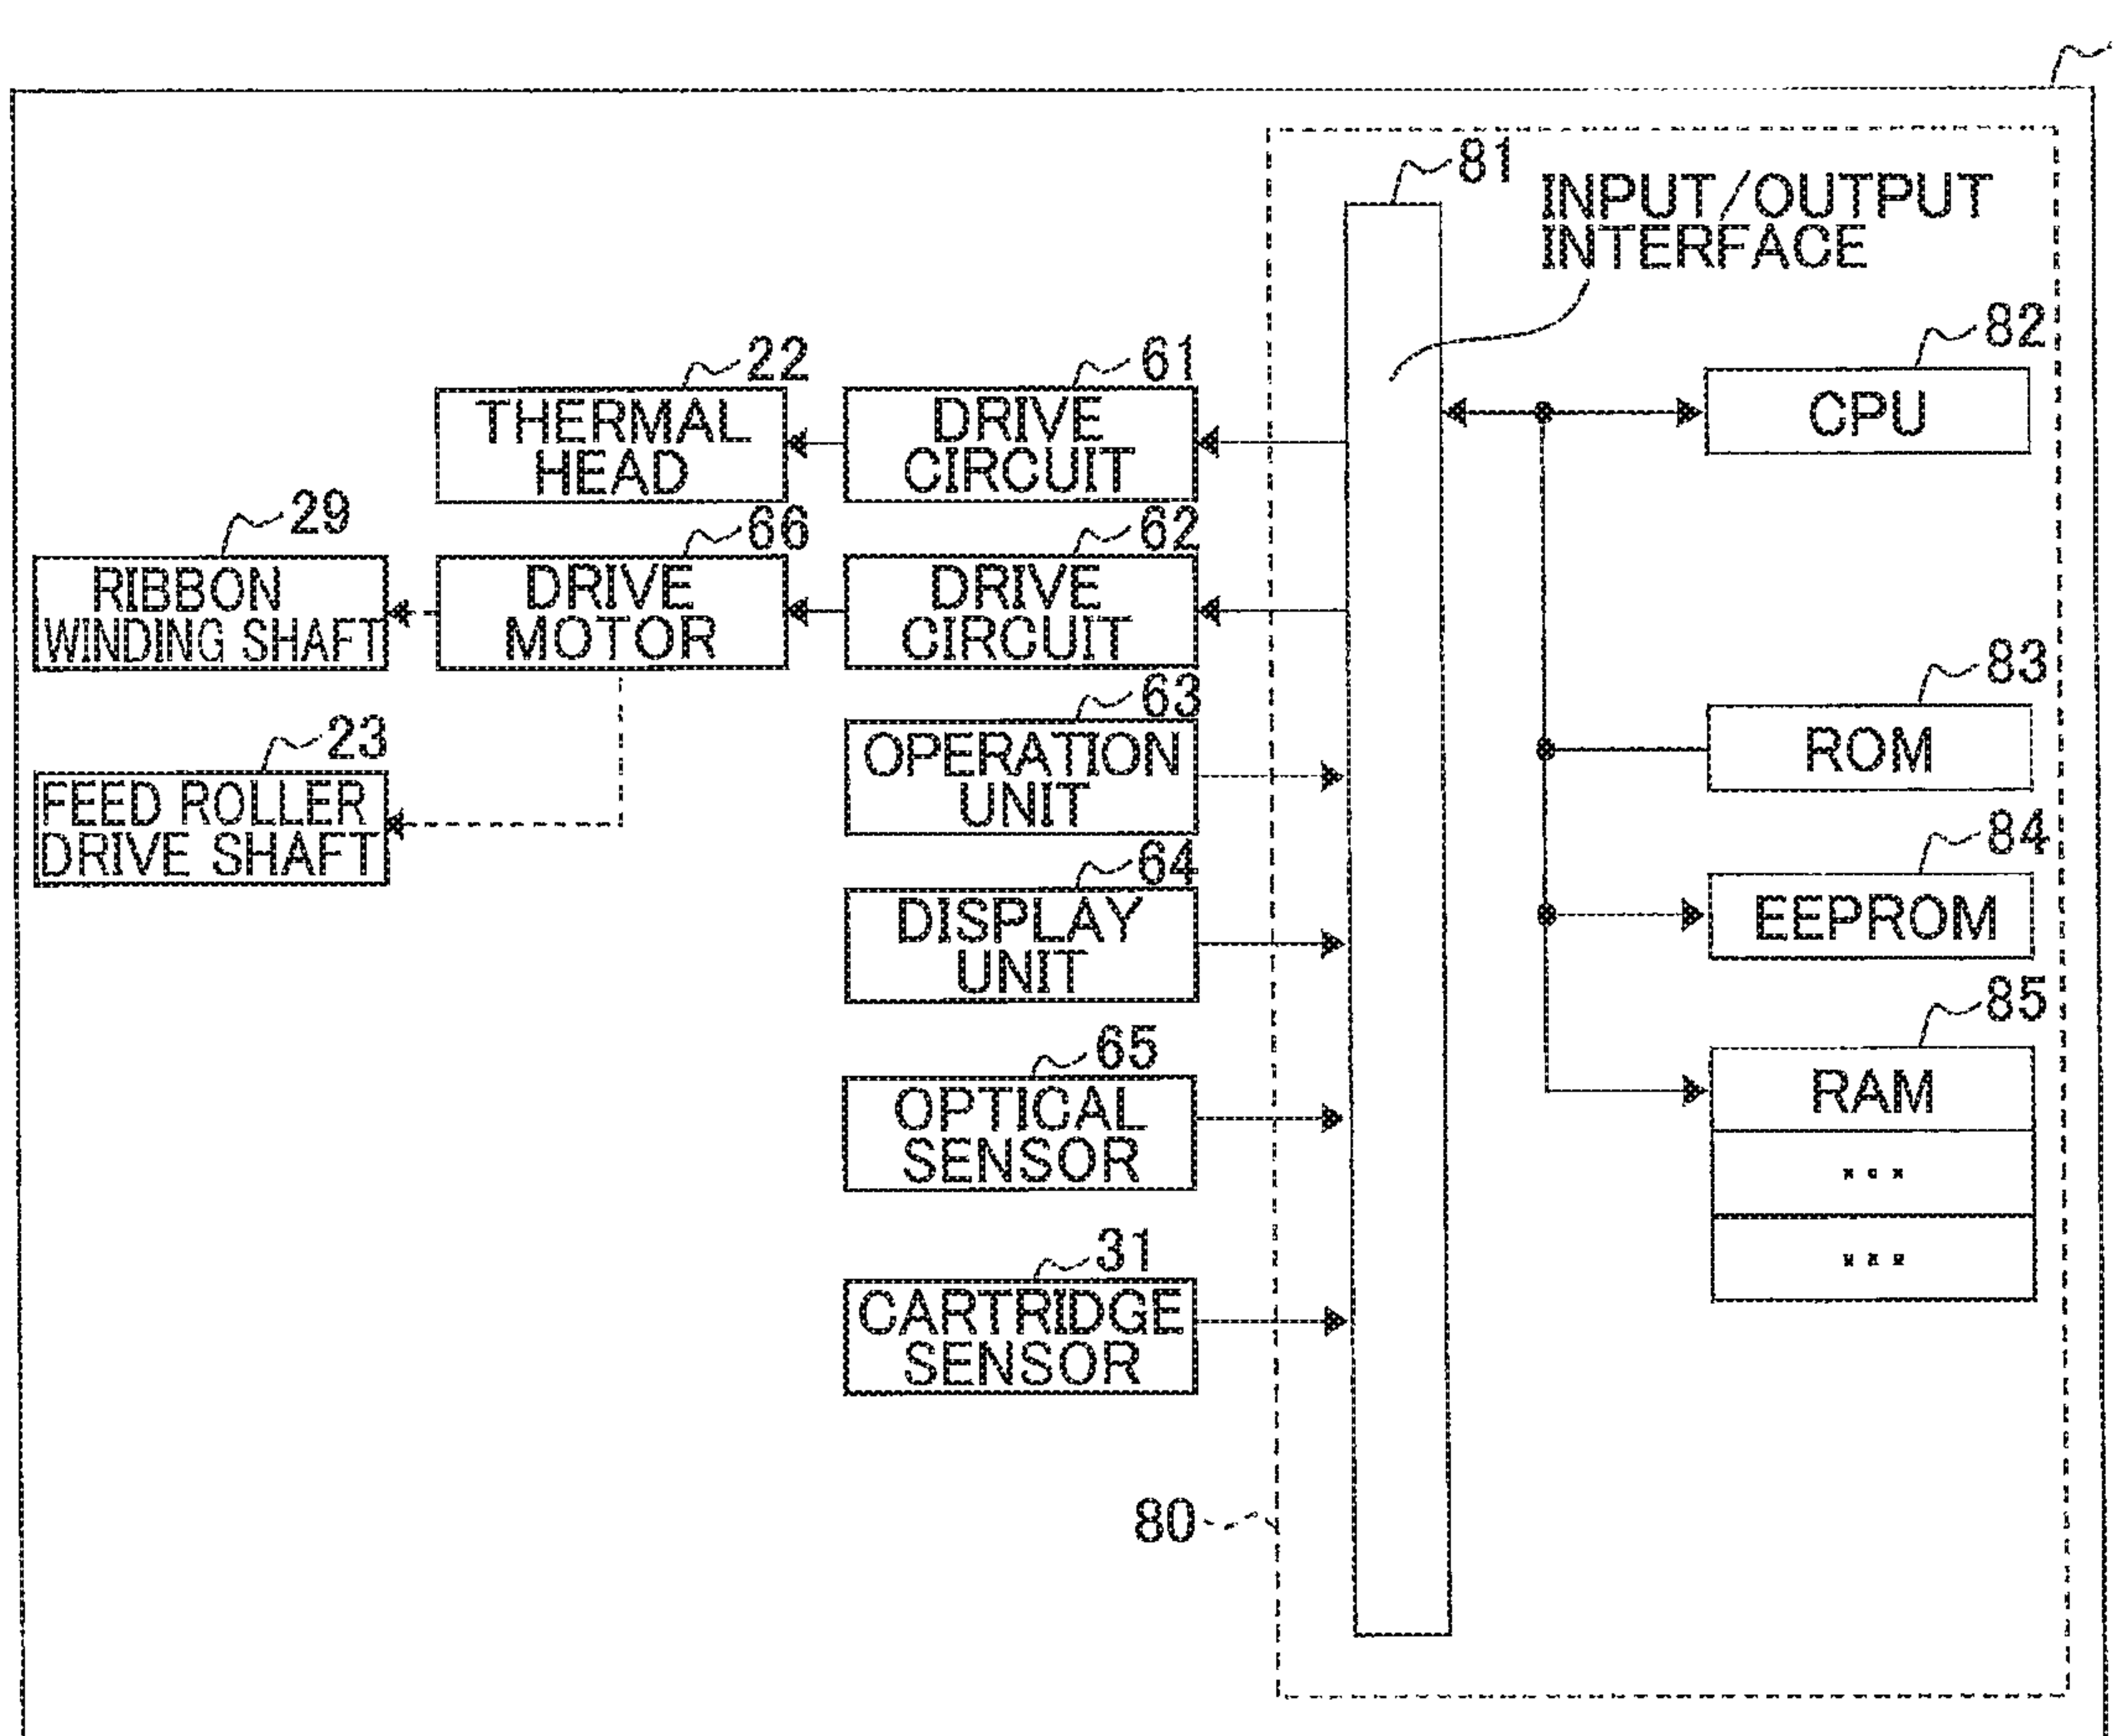 81
INPUT/OUTPUT
INTERFACE
82
CPU
22
THERMAL
HEAD
61
DRIVE
CIRCUIT
29
RIBBON
WINDING SHAFT
66
DRIVE
MOTOR
62
DRIVE
CIRCUIT
63
OPERATION
UNIT
83
ROM
23
FEED ROLLER
DRIVE SHAFT
64
DISPLAY
UNIT
84
EEPROM
65
OPTICAL
SENSOR
85
RAM
...
...
31
CARTRIDGE
SENSOR
80